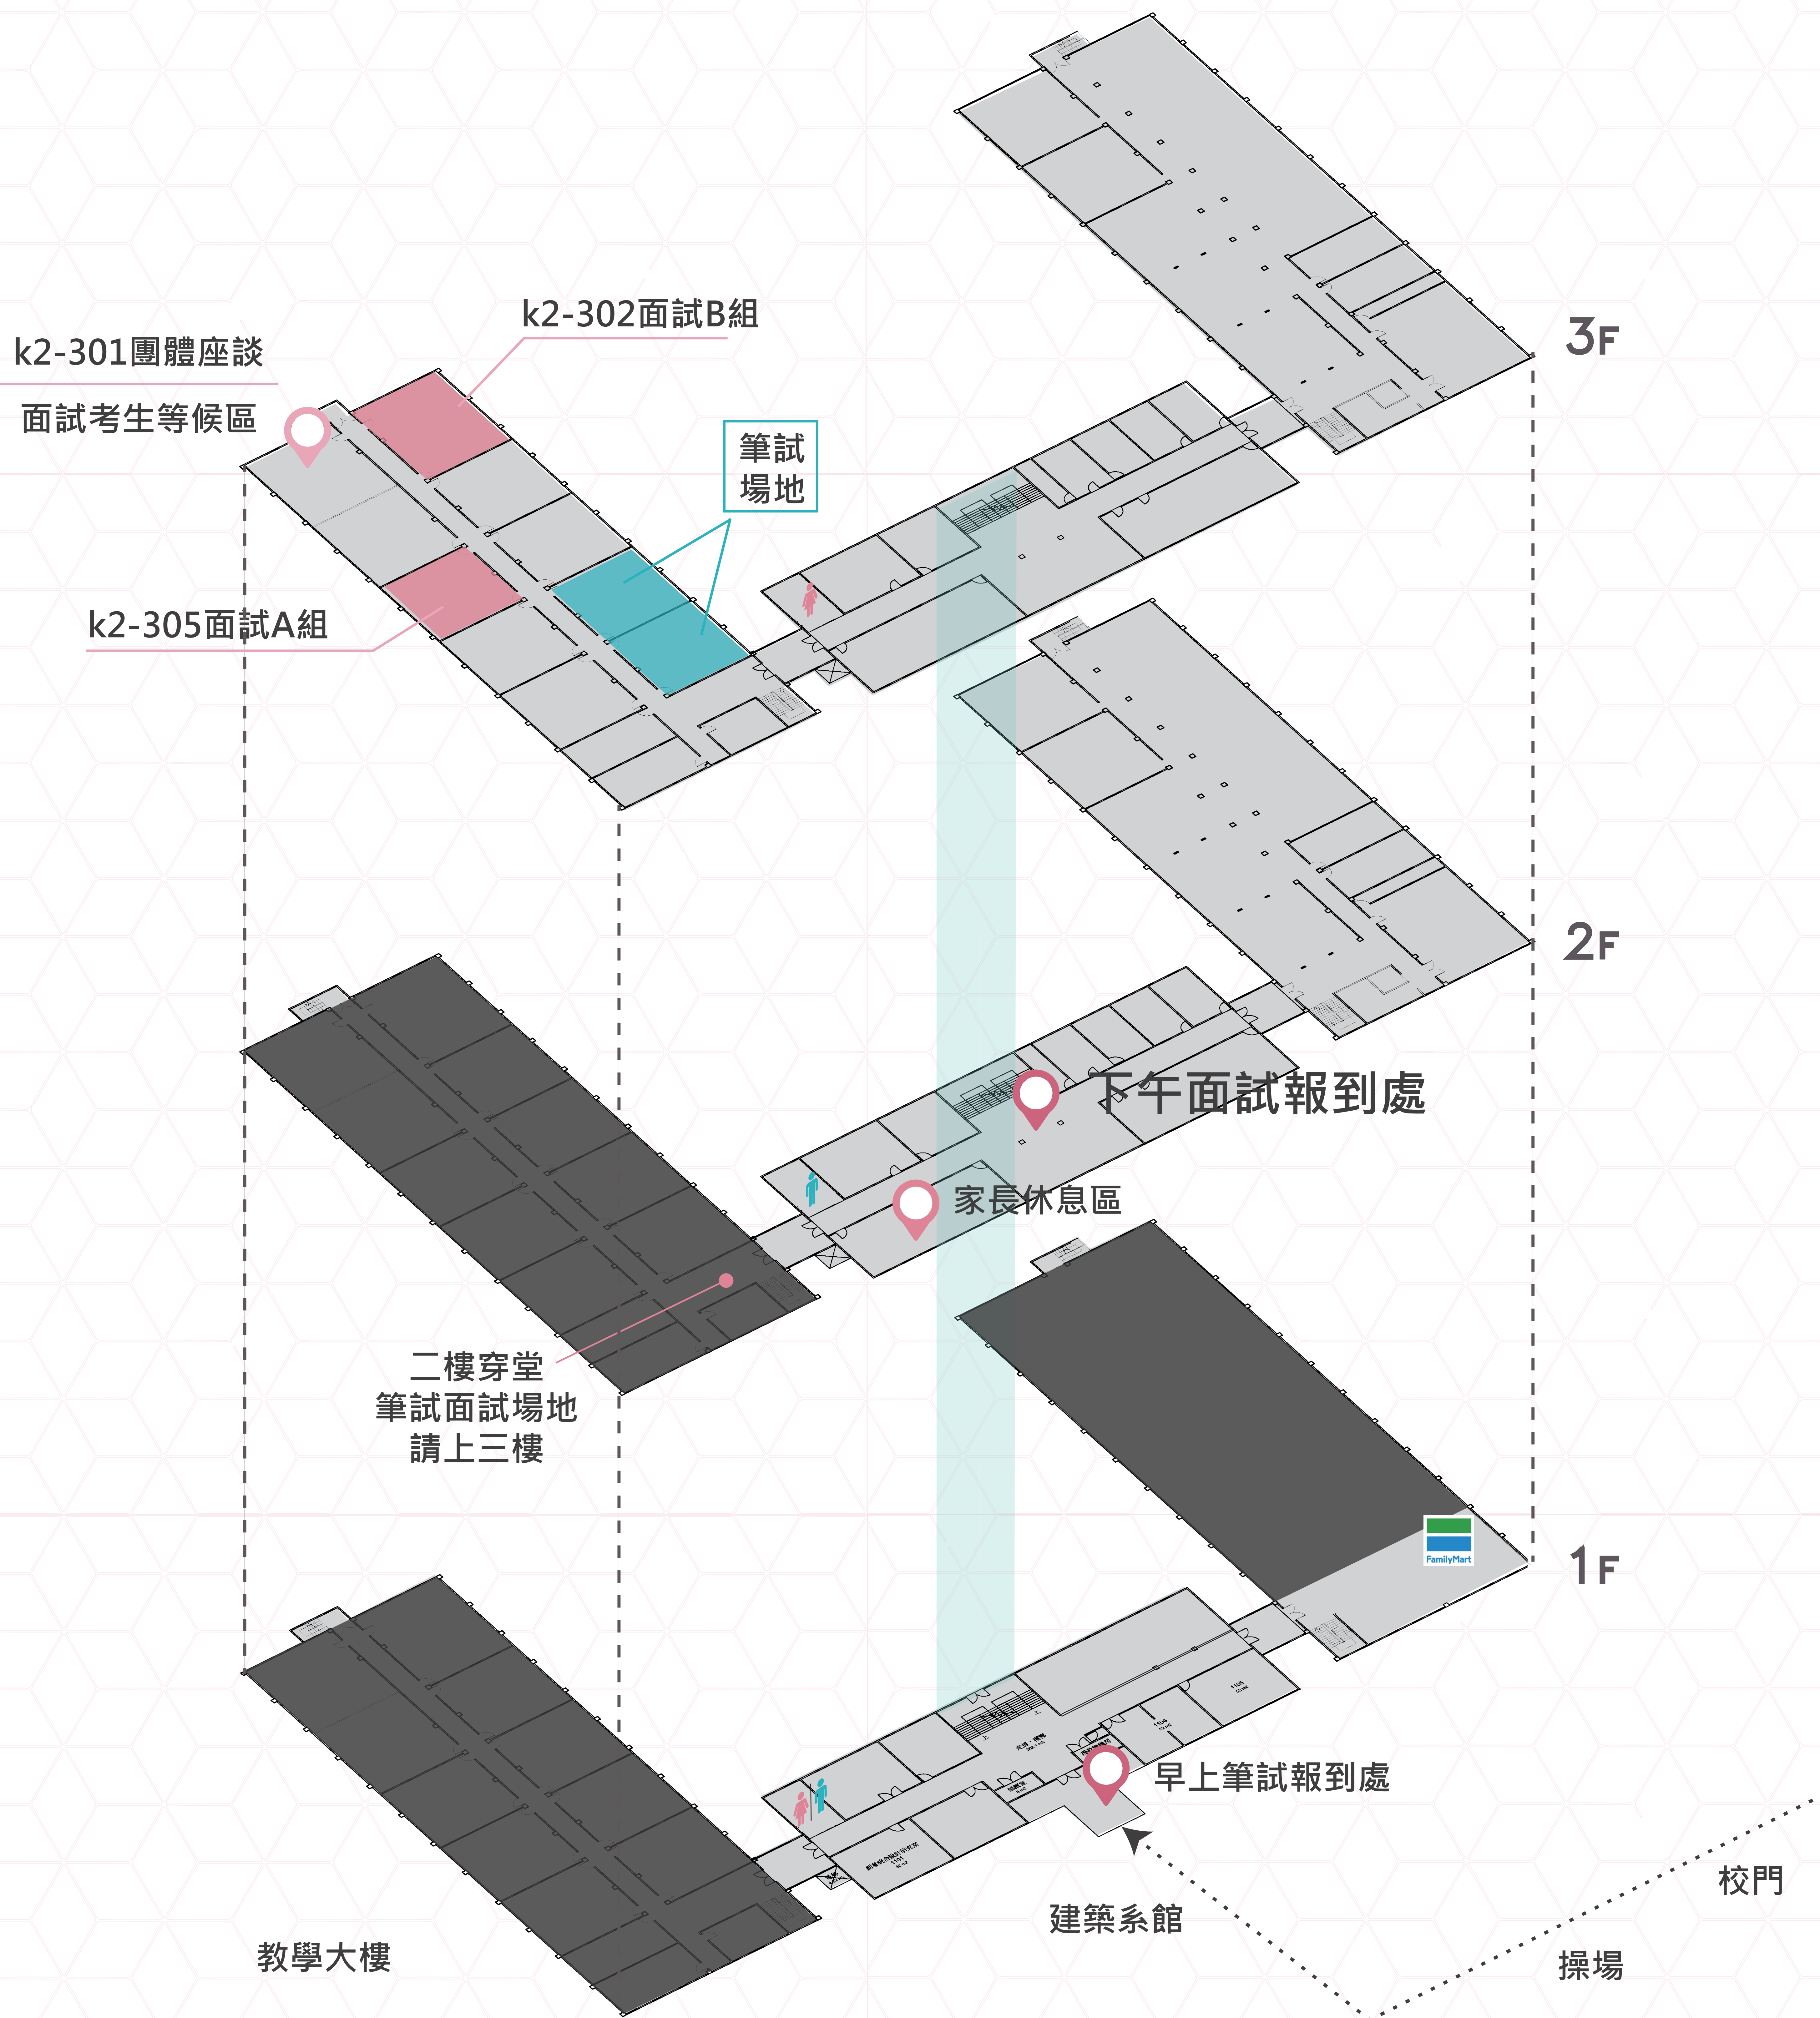 k2-302面試B組
k2-301團體座談
面試考生等候區
3F
筆試
場地
k2-305面試A組
2F
下午面試報到處
家長休息區
二樓穿堂
筆試面試場地
請上三樓
FamilyMart
1F
1105
1104
早上筆試報到處
1101
校門
建築系館
教學大樓
操場